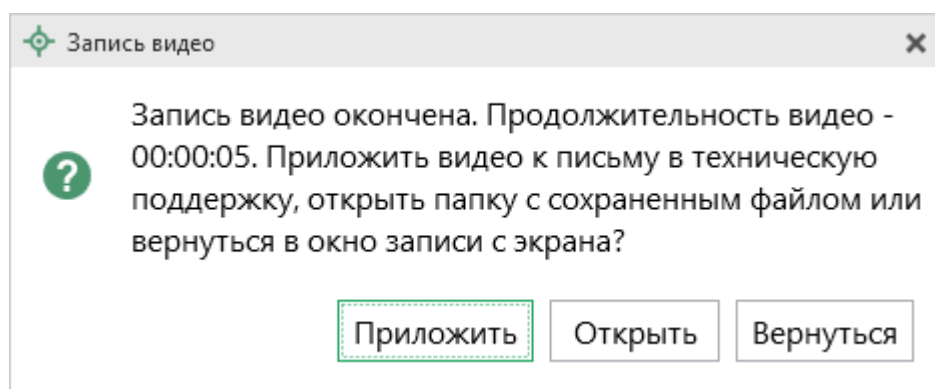 Запись видео
Запись видео окончена. Продолжительность видео -
00:00:05. Приложить видео к письму в техническую
поддержку, открыть папку с сохраненным файлом или
вернуться в окно записи с экрана?
Приложить Открыть Вернуться